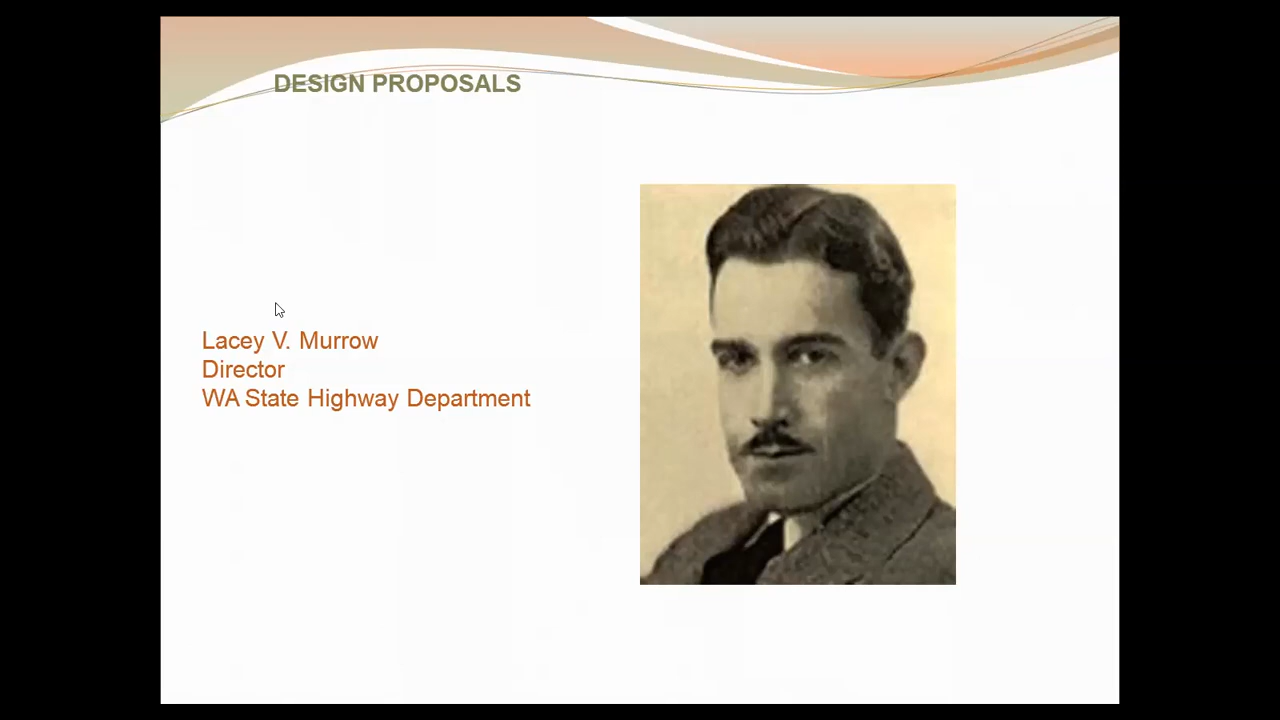 DESIGN PROPOSALS
Lacey V. Murrow
Director
WA State Highway Department